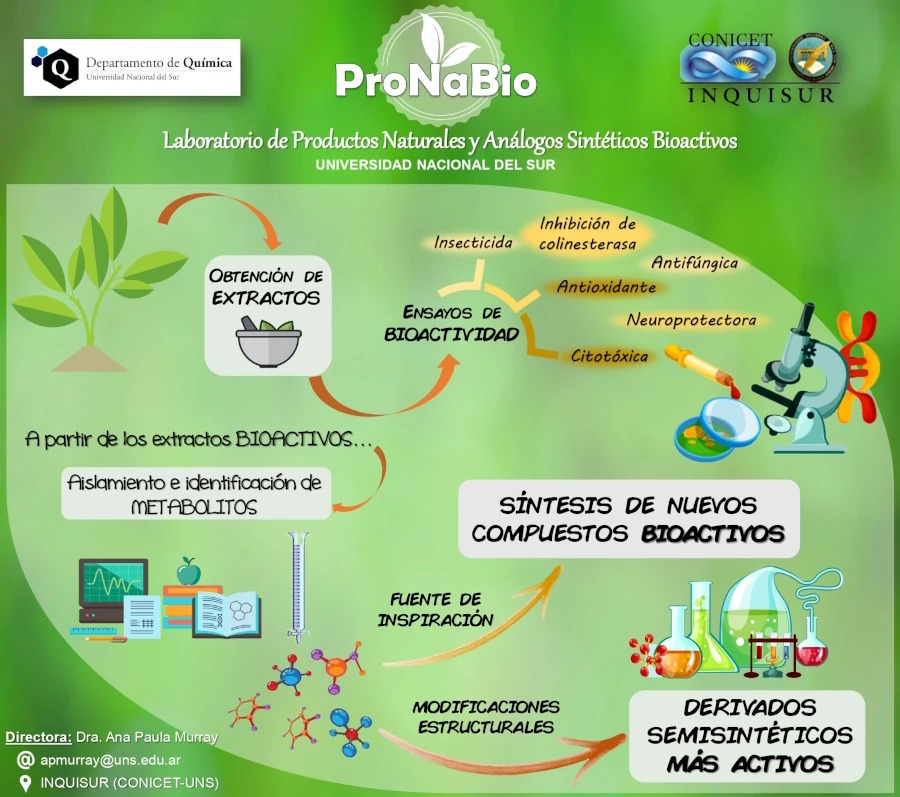 Departamento de Química
Universidad Nacional del Sur
ProNaBio
CONICET
INQUISUR
Laboratorio de Productos Naturales y Análogos Sintéticos Bioactivos
UNIVERSIDAD NACIONAL DEL SUR
OBTENCIÓN DE
EXTRACTOS
ENSAYOS DE
BIOACTIVIDAD
Insecticida
Inhibición de
colinesterasa
Antifúngica
Antioxidante
Neuroprotectora
Citotóxica
A partir de los extractos BIOACTIVOS...
Aislamiento e identificación de
METABOLITOS
SÍNTESIS DE NUEVOS
COMPUESTOS BIOACTIVOS
FUENTE DE
INSPIRACIÓN
MODIFICACIONES
ESTRUCTURALES
DERIVADOS
SEMISINTÉTICOS
MÁS ACTIVOS
Directora: Dra. Ana Paula Murray
@ apmurray@uns.edu.ar
INQUISUR (CONICET-UNS)